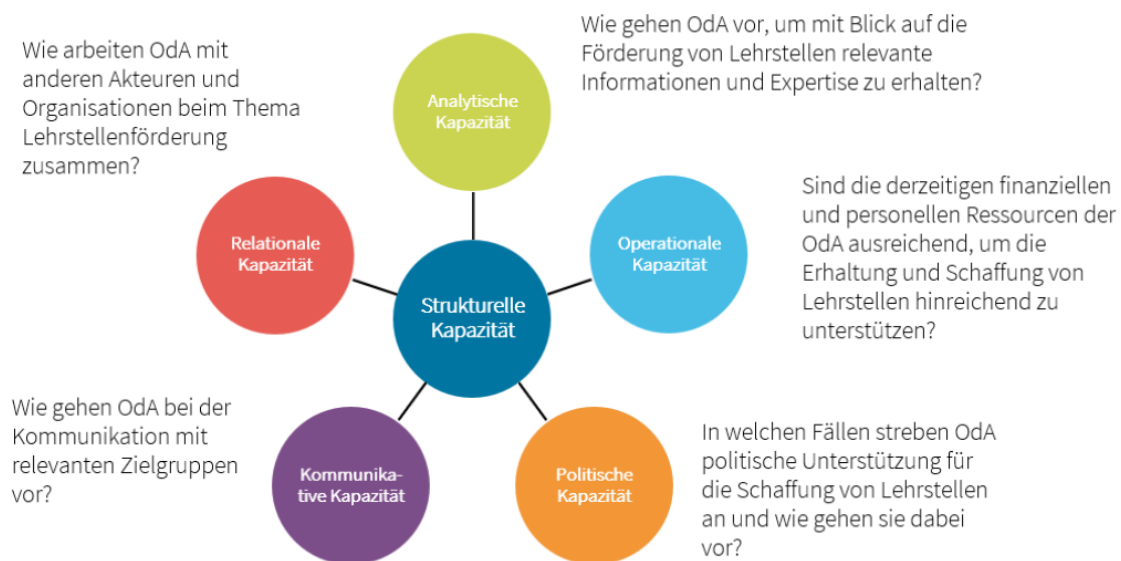 Wie gehen OdA vor, um mit Blick auf die
Förderung von Lehrstellen relevante
Informationen und Expertise zu erhalten?
Wie arbeiten OdA mit
anderen Akteuren und
Organisationen beim Thema
Lehrstellenförderung
zusammen?
Analytische
Kapazität
Relationale
Kapazität
Operationale
Kapazität
Sind die derzeitigen finanziellen
und personellen Ressourcen der
OdA ausreichend, um die
Erhaltung und Schaffung von
Lehrstellen hinreichend zu
unterstützen?
Strukturelle
Kapazität
Wie gehen OdA bei der
Kommunikation mit
relevanten Zielgruppen
vor?
Kommunika-
tive Kapazität
Politische
Kapazität
In welchen Fällen streben OdA
politische Unterstützung für
die Schaffung von Lehrstellen
an und wie gehen sie dabei
vor?